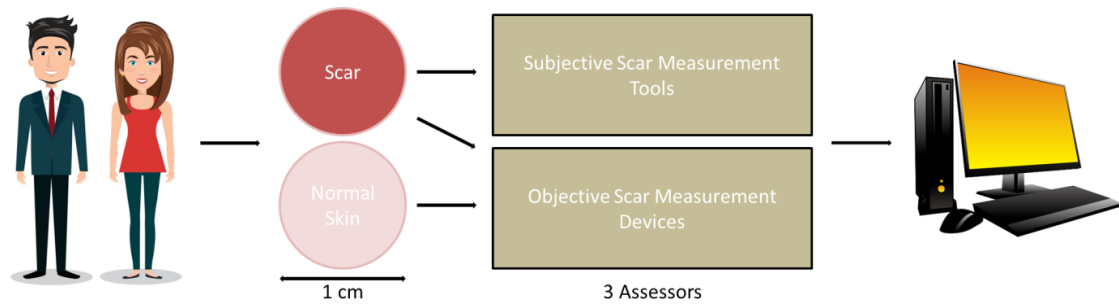 Scar
Subjective Scar Measurement
Tools
Normal
Skin
Objective Scar Measurement
Devices
1 cm
3 Assessors